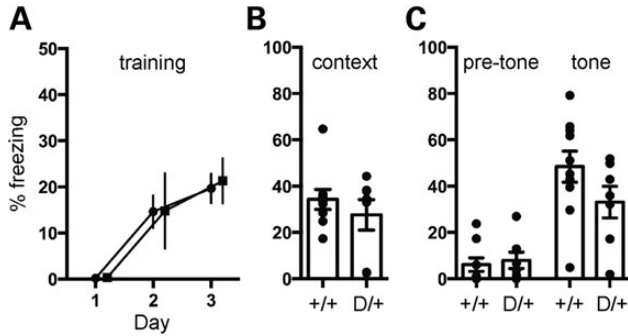 A
training
% freezing
50
40
30
20
10
0
1 2 3
Day
B
context
100
80
60
40
20
0
+/+ D/+
C
pre-tone tone
100
80
60
40
20
0
+/+ D/+ +/+ D/+